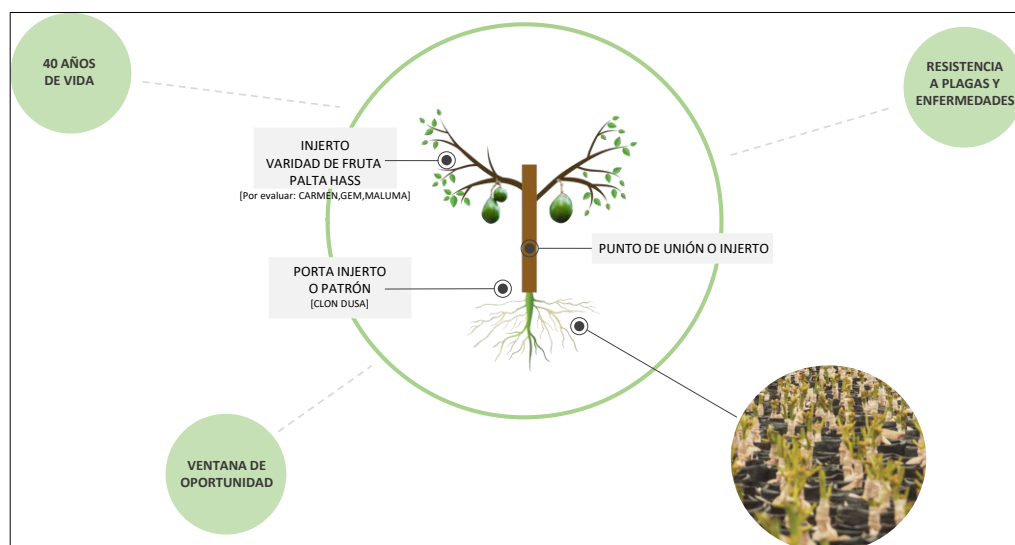 40 AÑOS
DE VIDA
RESISTENCIA
A PLAGAS Y
ENFERMEDADES
INJERTO
VARIDAD DE FRUTA
PALTA HASS
[Por evaluar: CARMEN,GEM,MALUMA]
PUNTO DE UNIÓN O INJERTO
PORTA INJERTO
O PATRÓN
[CLON DUSA]
VENTANA DE
OPORTUNIDAD